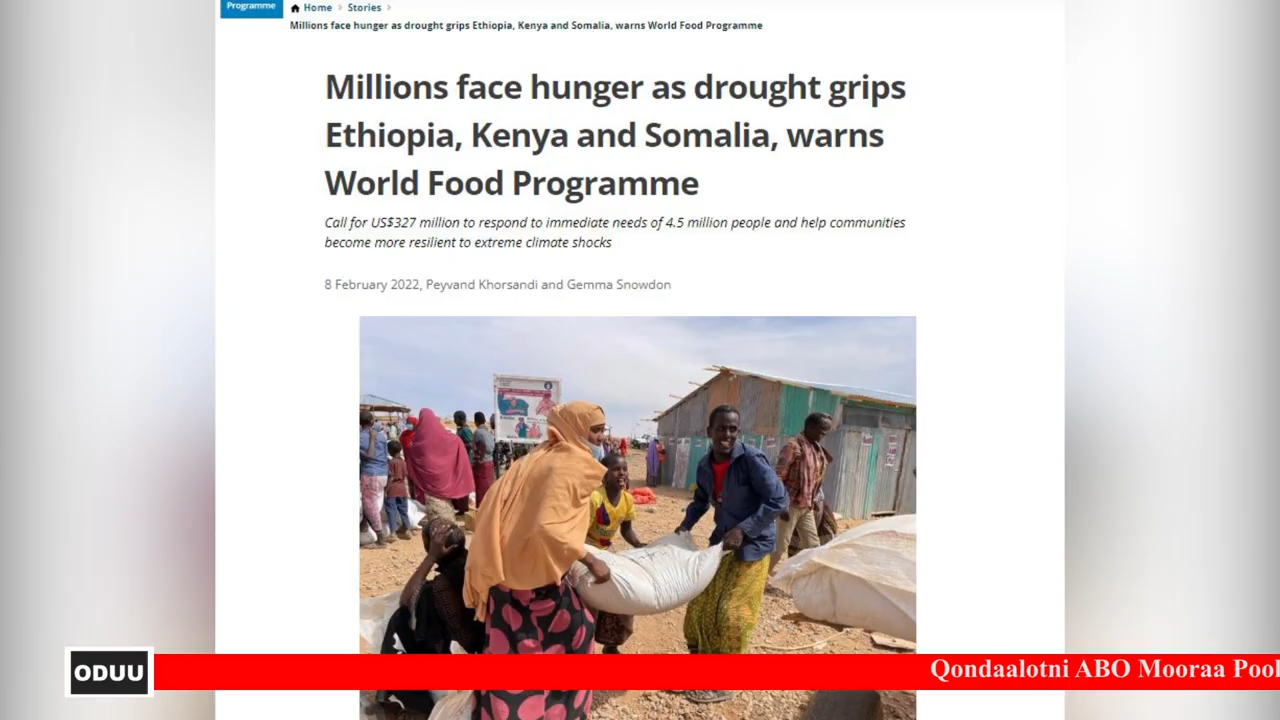 Programme
Home > Stories >
Millions face hunger as drought grips Ethiopia, Kenya and Somalia, warns World Food Programme
Millions face hunger as drought grips
Ethiopia, Kenya and Somalia, warns
World Food Programme
Call for US$327 million to respond to immediate needs of 4.5 million people and help communities
become more resilient to extreme climate shocks
8 February 2022, Peyvand Khorsandi and Gemma Snowdon
ODUU
Qondaalotni ABO Mooraa Pool